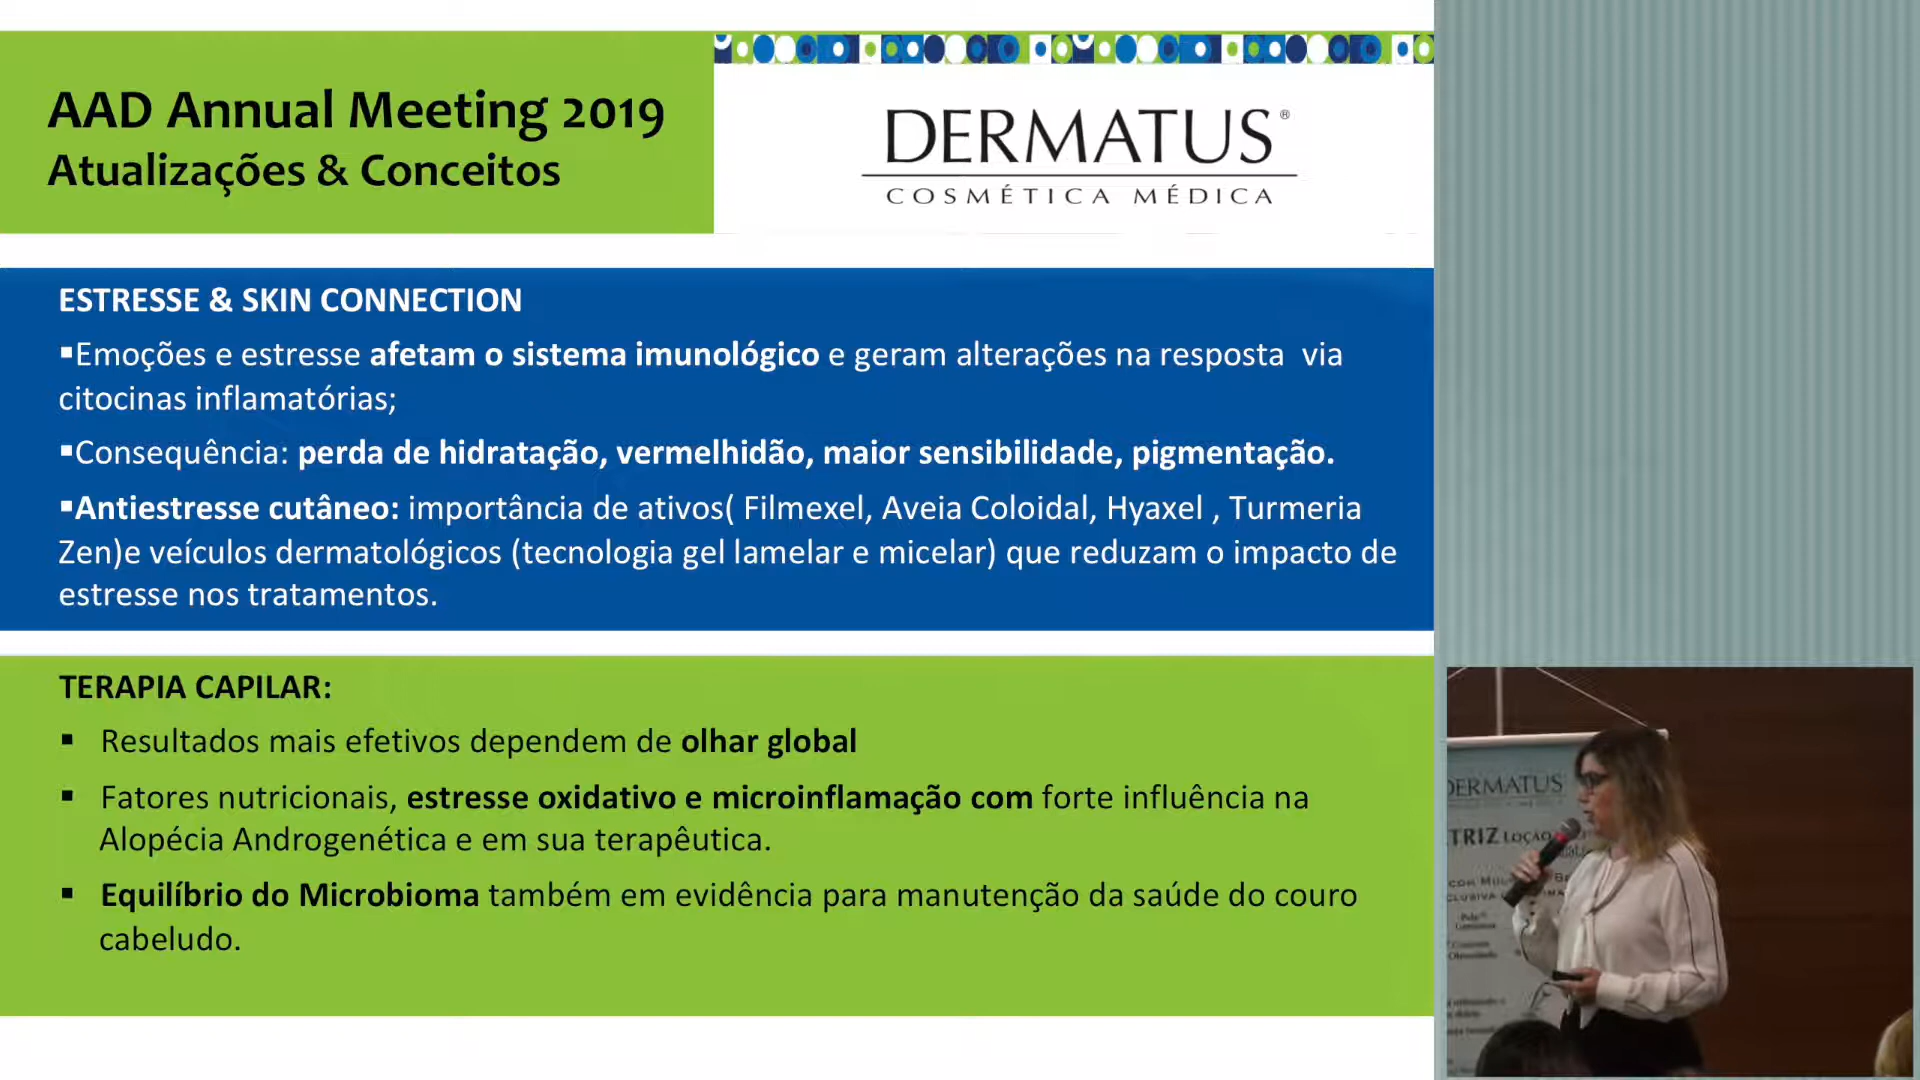 AAD Annual Meeting 2019
Atualizações & Conceitos
DERMATUS®
COSMÉTICA MÉDICA
ESTRESSE & SKIN CONNECTION
▪Emoções e estresse afetam o sistema imunológico e geram alterações na resposta via
citocinas inflamatórias;
▪Consequência: perda de hidratação, vermelhidão, maior sensibilidade, pigmentação.
▪Antiestresse cutâneo: importância de ativos( Filmexel, Aveia Coloidal, Hyaxel , Turmeria
Zen)e veículos dermatológicos (tecnologia gel lamelar e micelar) que reduzam o impacto de
estresse nos tratamentos.
TERAPIA CAPILAR:
▪ Resultados mais efetivos dependem de olhar global
▪ Fatores nutricionais, estresse oxidativo e microinflamação com forte influência na
Alopécia Androgenética e em sua terapêutica.
▪ Equilíbrio do Microbioma também em evidência para manutenção da saúde do couro
cabeludo.
DERMATUS
TRIZ LOÇÃO